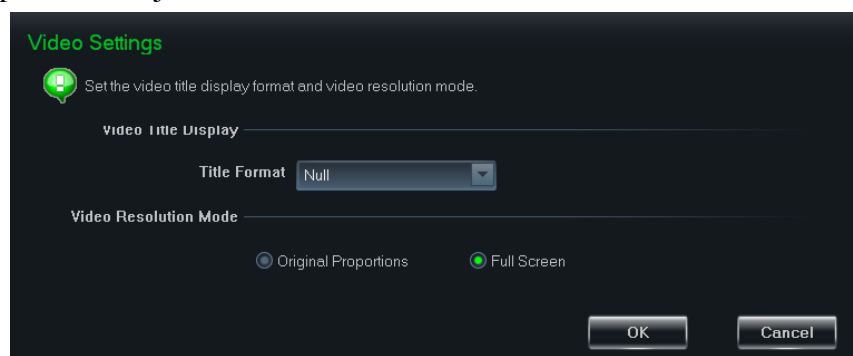 Video Settings
Set the video title display format and video resolution mode.
Video Title Display
Title Format Null
Video Resolution Mode
Original Proportions Full Screen
OK Cancel